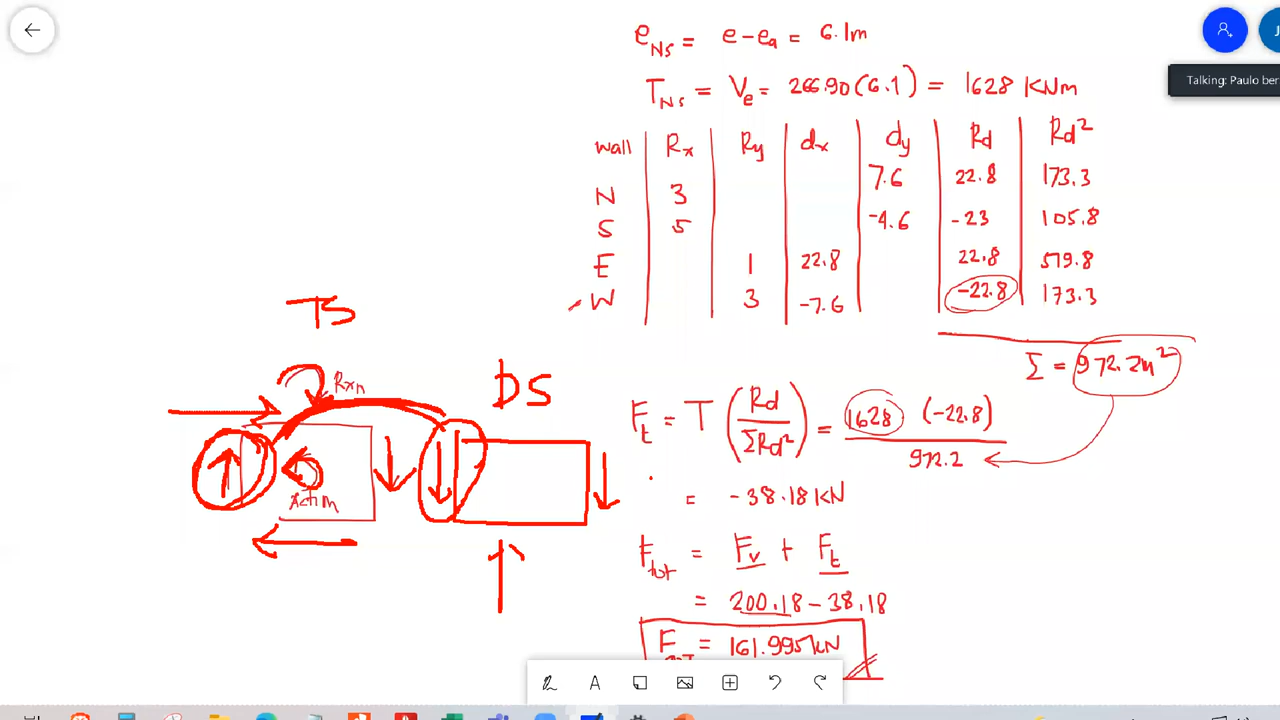 e_NS = e - e_a = 6.1m
T_NS = V_e = 266.90(6.1) = 1628 KNm
wall | Rx | Ry | dx | dy | Rd | Rd²
N | 3 | | | 7.6 | 22.8 | 173.3
S | 5 | | | -4.6 | -23 | 105.8
E | | 1 | 22.8 | | 22.8 | 519.8
W | | 3 | -7.6 | | -22.8 | 173.3
Σ = 972.2m²
F_t = T (Rd / ΣRd²) = 1628 (-22.8) / 972.2
= -38.18 KN
F_tot = F_v + F_t
= 200.18 - 38.18
= 161.995 kN
TS
Rxn
DS
Talking: Paulo ber